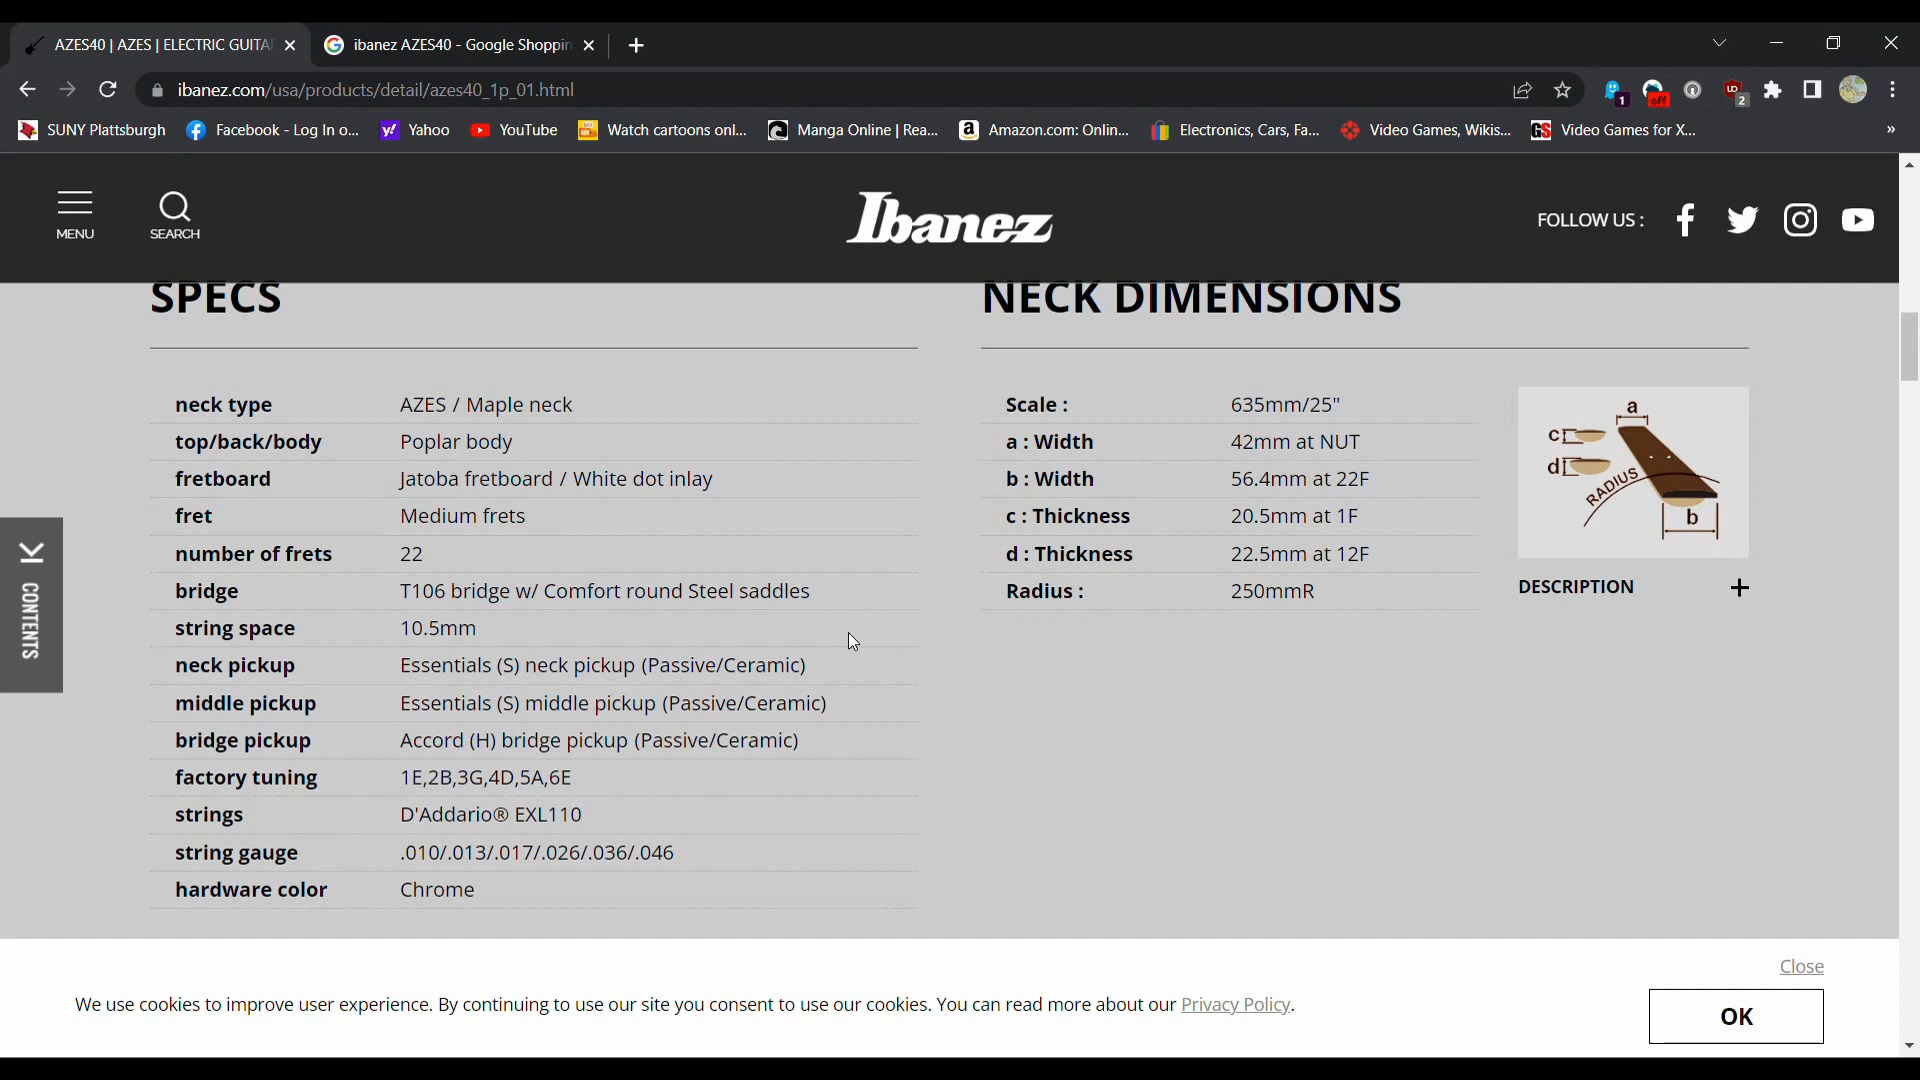 AZES40 | AZES | ELECTRIC GUITA
ibanez AZES40 - Google Shoppin
ibanez.com/usa/products/detail/azes40_1p_01.html
1
off
2
SUNY Plattsburgh
Facebook - Log In o...
Yahoo
YouTube
Watch cartoons onl...
Manga Online | Rea...
Amazon.com: Onlin...
Electronics, Cars, Fa...
Video Games, Wikis...
Video Games for X...
MENU
SEARCH
Ibanez
FOLLOW US :
SPECS
neck type AZES / Maple neck
top/back/body Poplar body
fretboard Jatoba fretboard / White dot inlay
fret Medium frets
number of frets 22
bridge T106 bridge w/ Comfort round Steel saddles
string space 10.5mm
neck pickup Essentials (S) neck pickup (Passive/Ceramic)
middle pickup Essentials (S) middle pickup (Passive/Ceramic)
bridge pickup Accord (H) bridge pickup (Passive/Ceramic)
factory tuning 1E,2B,3G,4D,5A,6E
strings D'Addario® EXL110
string gauge .010/.013/.017/.026/.036/.046
hardware color Chrome
NECK DIMENSIONS
Scale : 635mm/25"
a : Width 42mm at NUT
b : Width 56.4mm at 22F
c : Thickness 20.5mm at 1F
d : Thickness 22.5mm at 12F
Radius : 250mmR
a
c
d
RADIUS
b
DESCRIPTION +
CONTENTS
Close
We use cookies to improve user experience. By continuing to use our site you consent to use our cookies. You can read more about our Privacy Policy.
OK